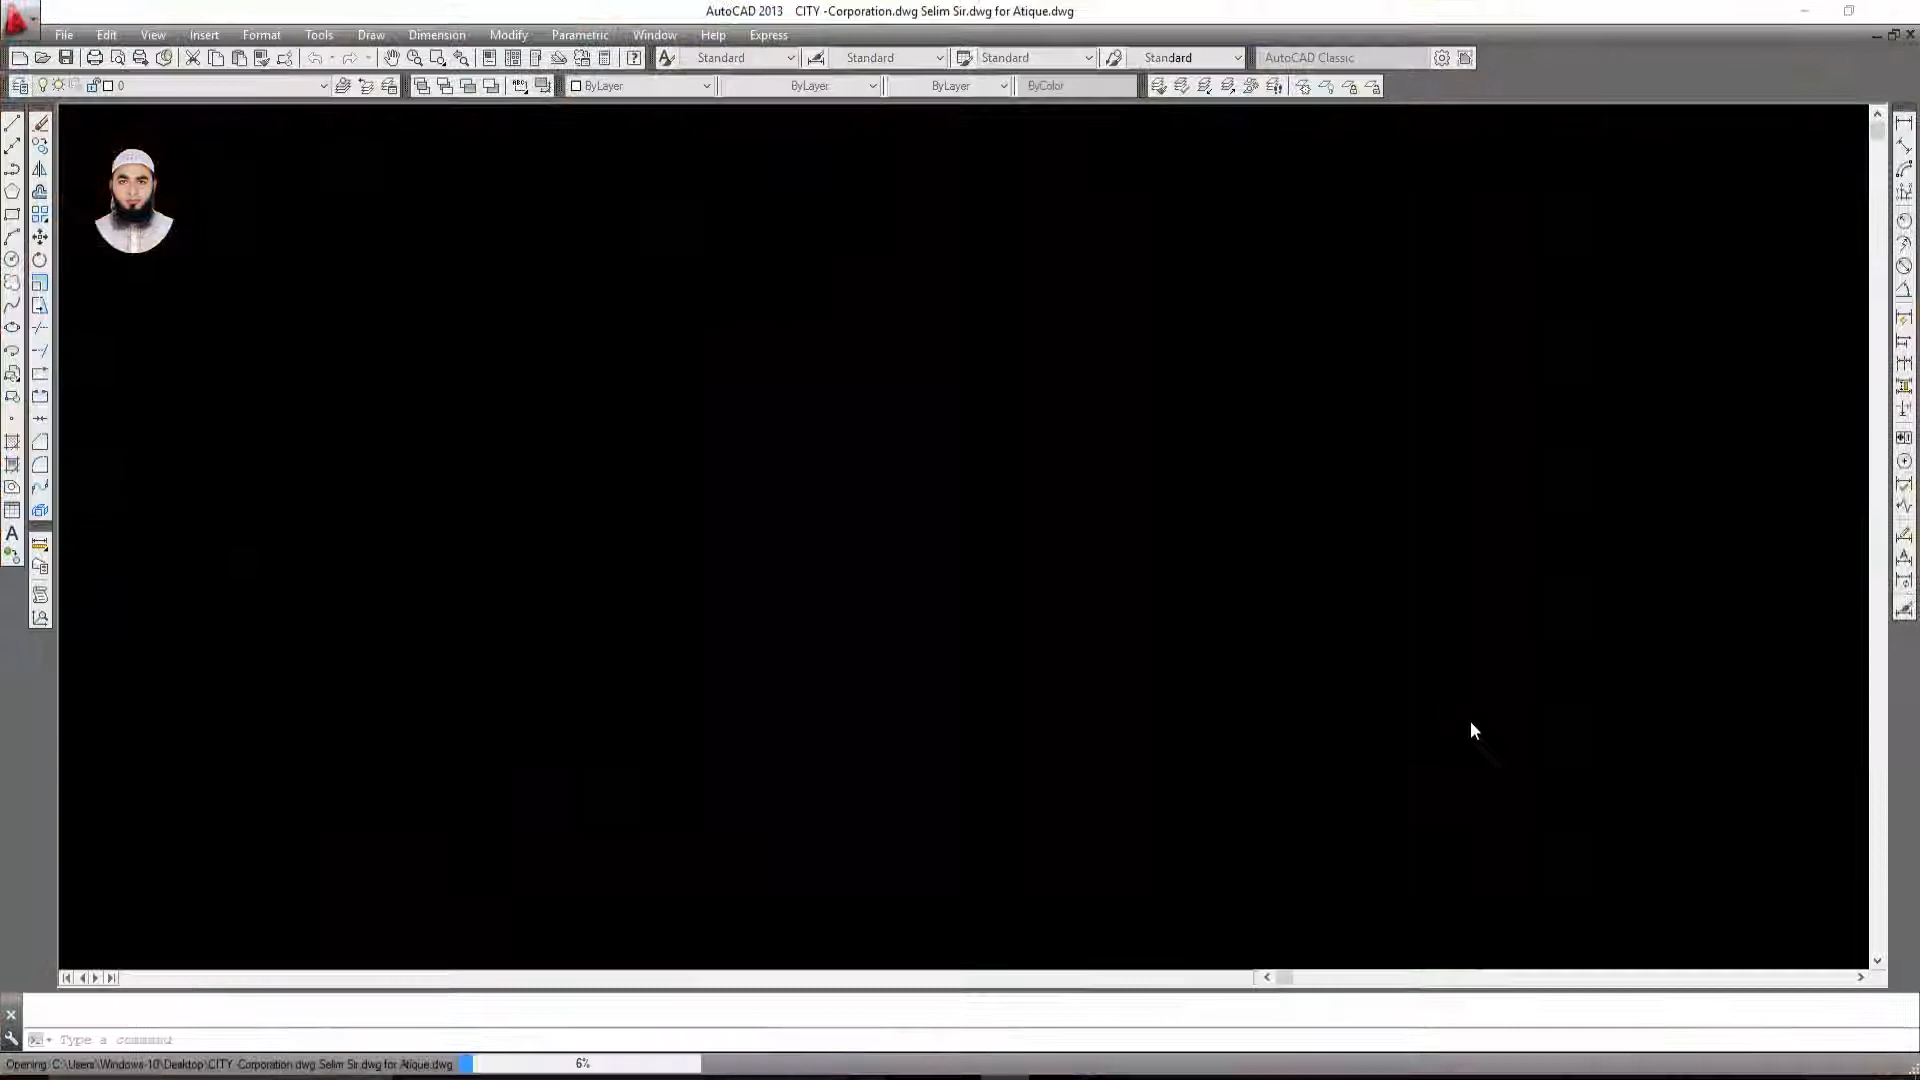 AutoCAD 2013 CITY -Corporation.dwg Selim Sir.dwg for Atique.dwg
File Edit View Insert Format Tools Draw Dimension Modify Parametric Window Help Express
Standard Standard Standard Standard AutoCAD Classic
0 ByLayer ByLayer ByLayer ByColor
A
Type a command
Opening C:\Users\Windows-10\Desktop\CITY -Corporation.dwg Selim Sir.dwg for Atique.dwg 6%